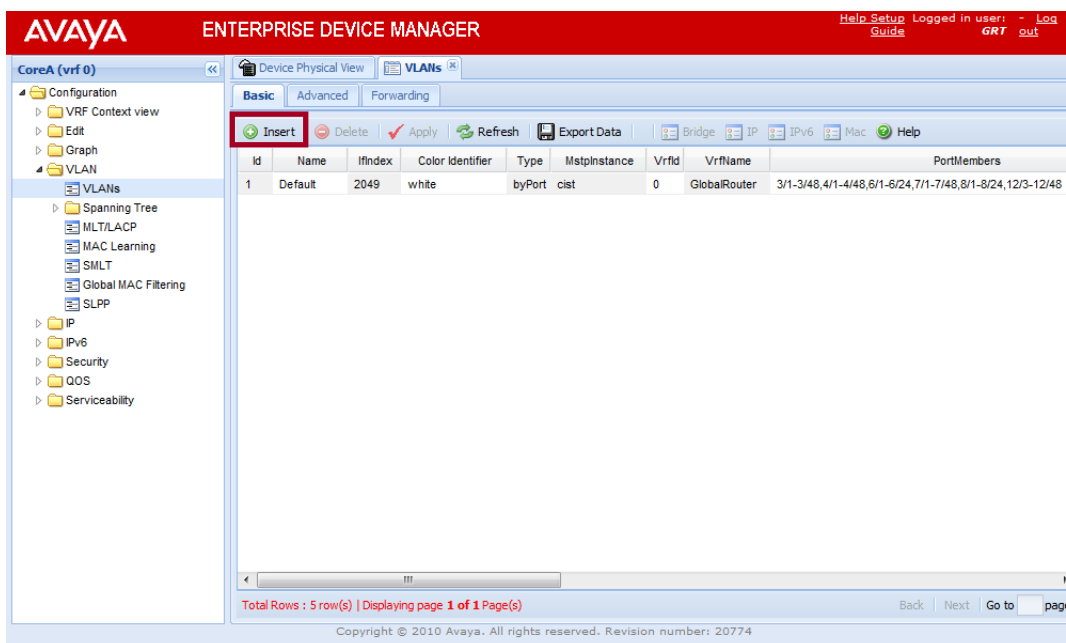 AVAYA ENTERPRISE DEVICE MANAGER
Help Setup Guide Logged in user: GRT - Log out
CoreA (vrf 0)
Configuration
VRF Context view
Edit
Graph
VLAN
VLANs
Spanning Tree
MLT/LACP
MAC Learning
SMLT
Global MAC Filtering
SLPP
IP
IPv6
Security
QOS
Serviceability
Device Physical View VLANs
Basic Advanced Forwarding
Insert Delete Apply Refresh Export Data Bridge IP IPv6 Mac Help
Id Name IfIndex Color Identifier Type MstpInstance VrfId VrfName PortMembers
1 Default 2049 white byPort cist 0 GlobalRouter 3/1-3/48,4/1-4/48,6/1-6/24,7/1-7/48,8/1-8/24,12/3-12/48
Total Rows : 5 row(s) | Displaying page 1 of 1 Page(s) Back Next Go to page
Copyright © 2010 Avaya. All rights reserved. Revision number: 20774